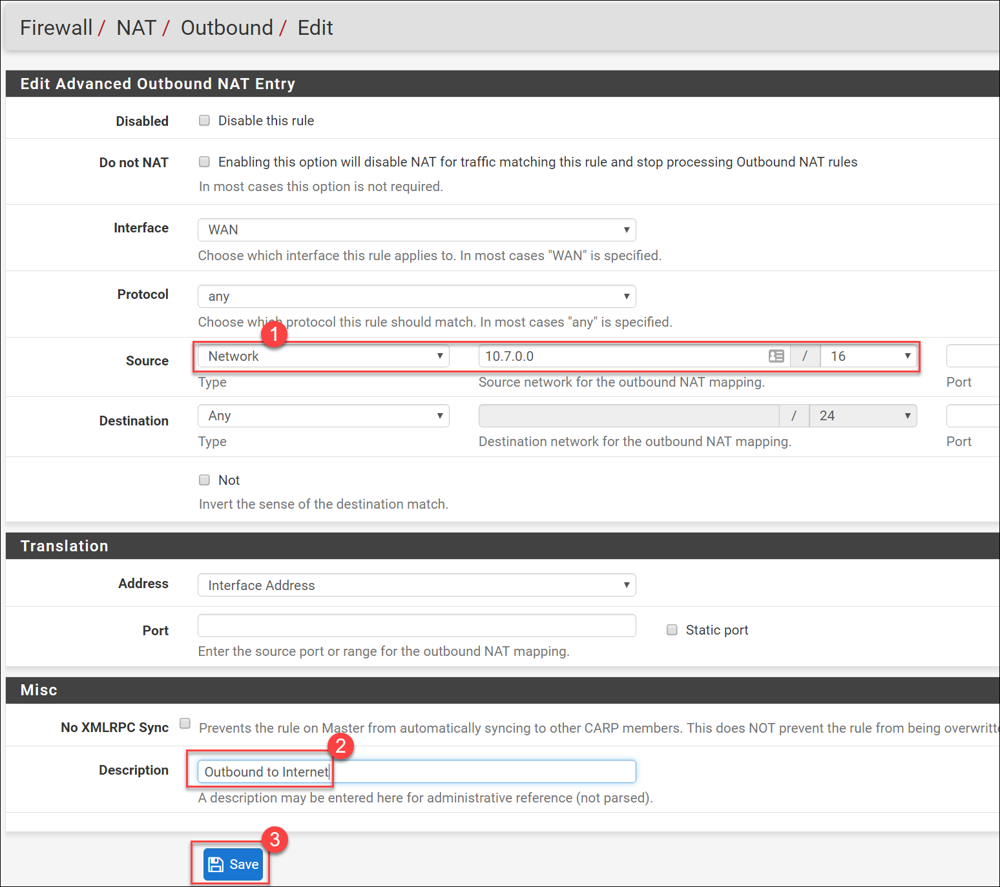 Firewall / NAT / Outbound / Edit
Edit Advanced Outbound NAT Entry
Disabled Disable this rule
Do not NAT Enabling this option will disable NAT for traffic matching this rule and stop processing Outbound NAT rules
In most cases this option is not required.
Interface WAN
Choose which interface this rule applies to. In most cases "WAN" is specified.
Protocol any
Choose which protocol this rule should match. In most cases "any" is specified.
1
Source Network 10.7.0.0 / 16
Type Source network for the outbound NAT mapping. Port
Destination Any / 24
Type Destination network for the outbound NAT mapping. Port
Not
Invert the sense of the destination match.
Translation
Address Interface Address
Port Static port
Enter the source port or range for the outbound NAT mapping.
Misc
No XMLRPC Sync Prevents the rule on Master from automatically syncing to other CARP members. This does NOT prevent the rule from being overwritte
2
Description Outbound to Internet
A description may be entered here for administrative reference (not parsed).
3
Save